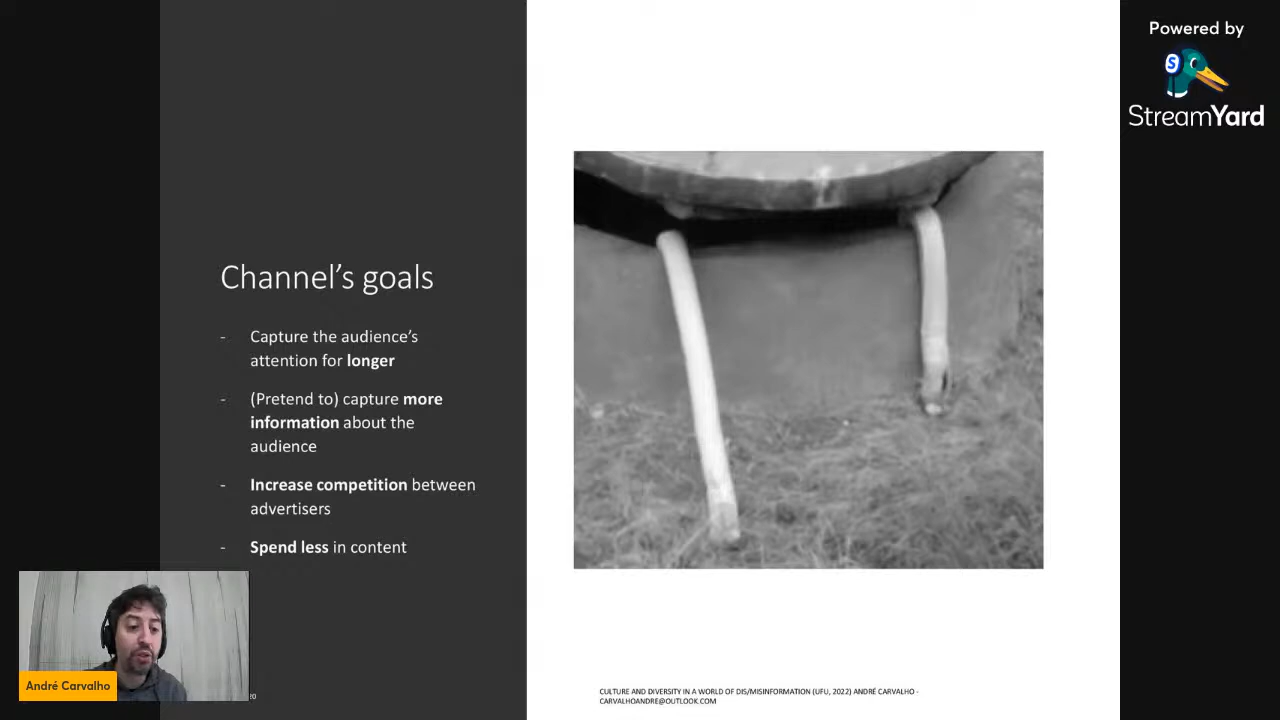 Powered by
StreamYard
Channel's goals
- Capture the audience's
attention for longer
- (Pretend to) capture more
information about the
audience
- Increase competition between
advertisers
- Spend less in content
André Carvalho
20
CULTURE AND DIVERSITY IN A WORLD OF DIS/MISINFORMATION (UFU, 2022) ANDRÉ CARVALHO -
CARVALHOANDRE@OUTLOOK.COM